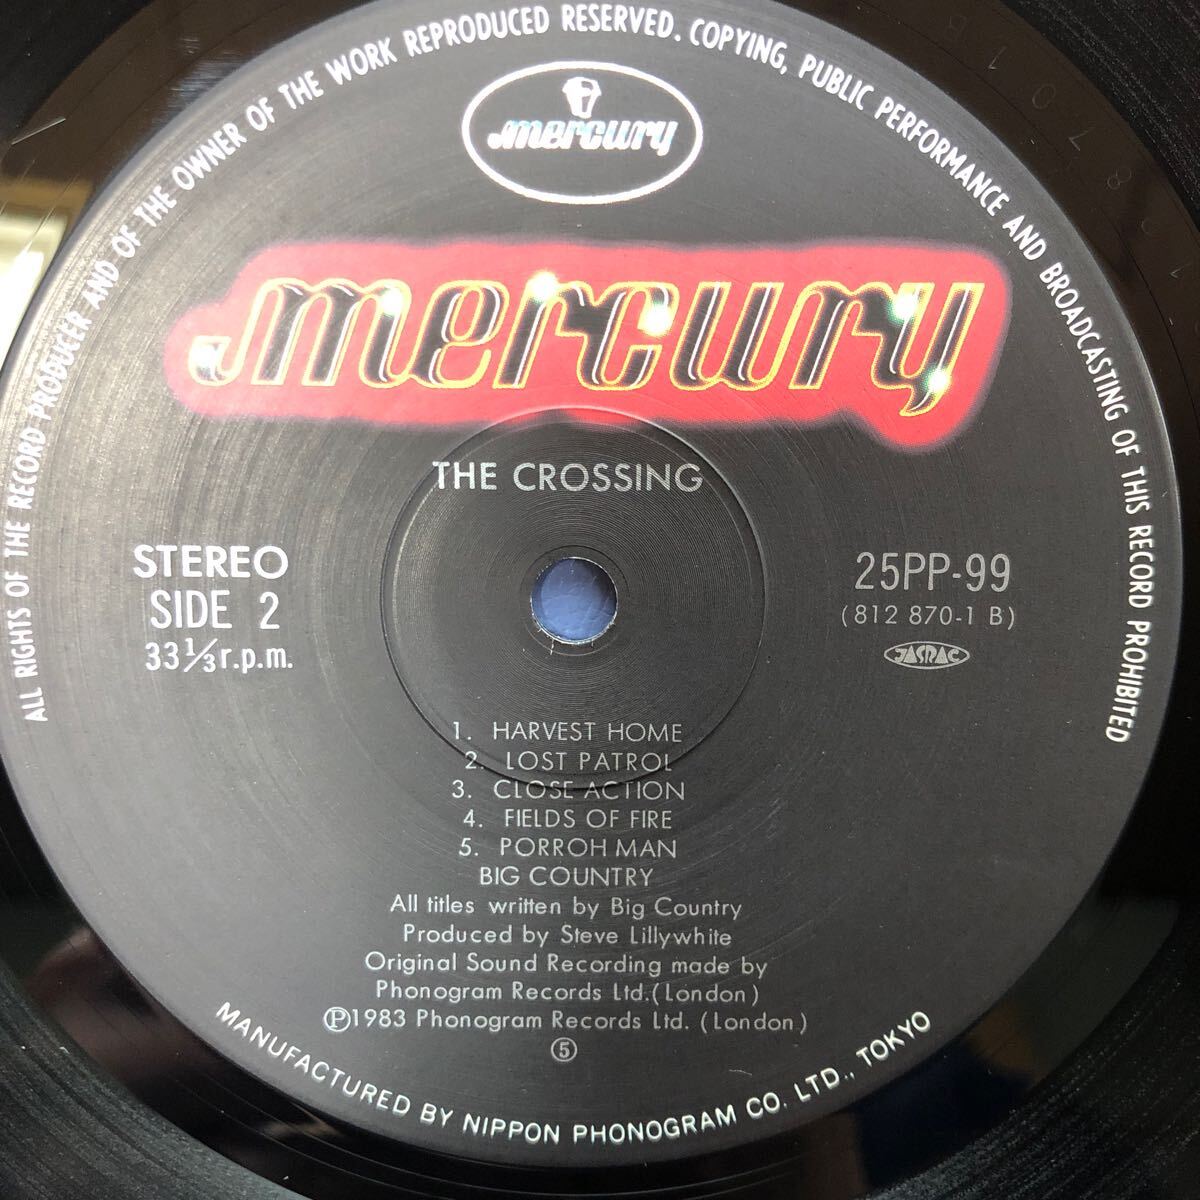 ALL RIGHTS OF THE RECORD PRODUCER AND OF THE OWNER OF THE WORK REPRODUCED RESERVED. COPYING, PUBLIC PERFORMANCE AND BROADCASTING OF THIS RECORD PROHIBITED
mercury
mercury
THE CROSSING
STEREO
SIDE 2
33⅓r.p.m.
25PP-99
(812 870-1 B)
JASRAC
1. HARVEST HOME
2. LOST PATROL
3. CLOSE ACTION
4. FIELDS OF FIRE
5. PORROH MAN
BIG COUNTRY
All titles written by Big Country
Produced by Steve Lillywhite
Original Sound Recording made by
Phonogram Records Ltd.(London)
Ⓟ1983 Phonogram Records Ltd. (London)
⑤
MANUFACTURED BY NIPPON PHONOGRAM CO. LTD., TOKYO